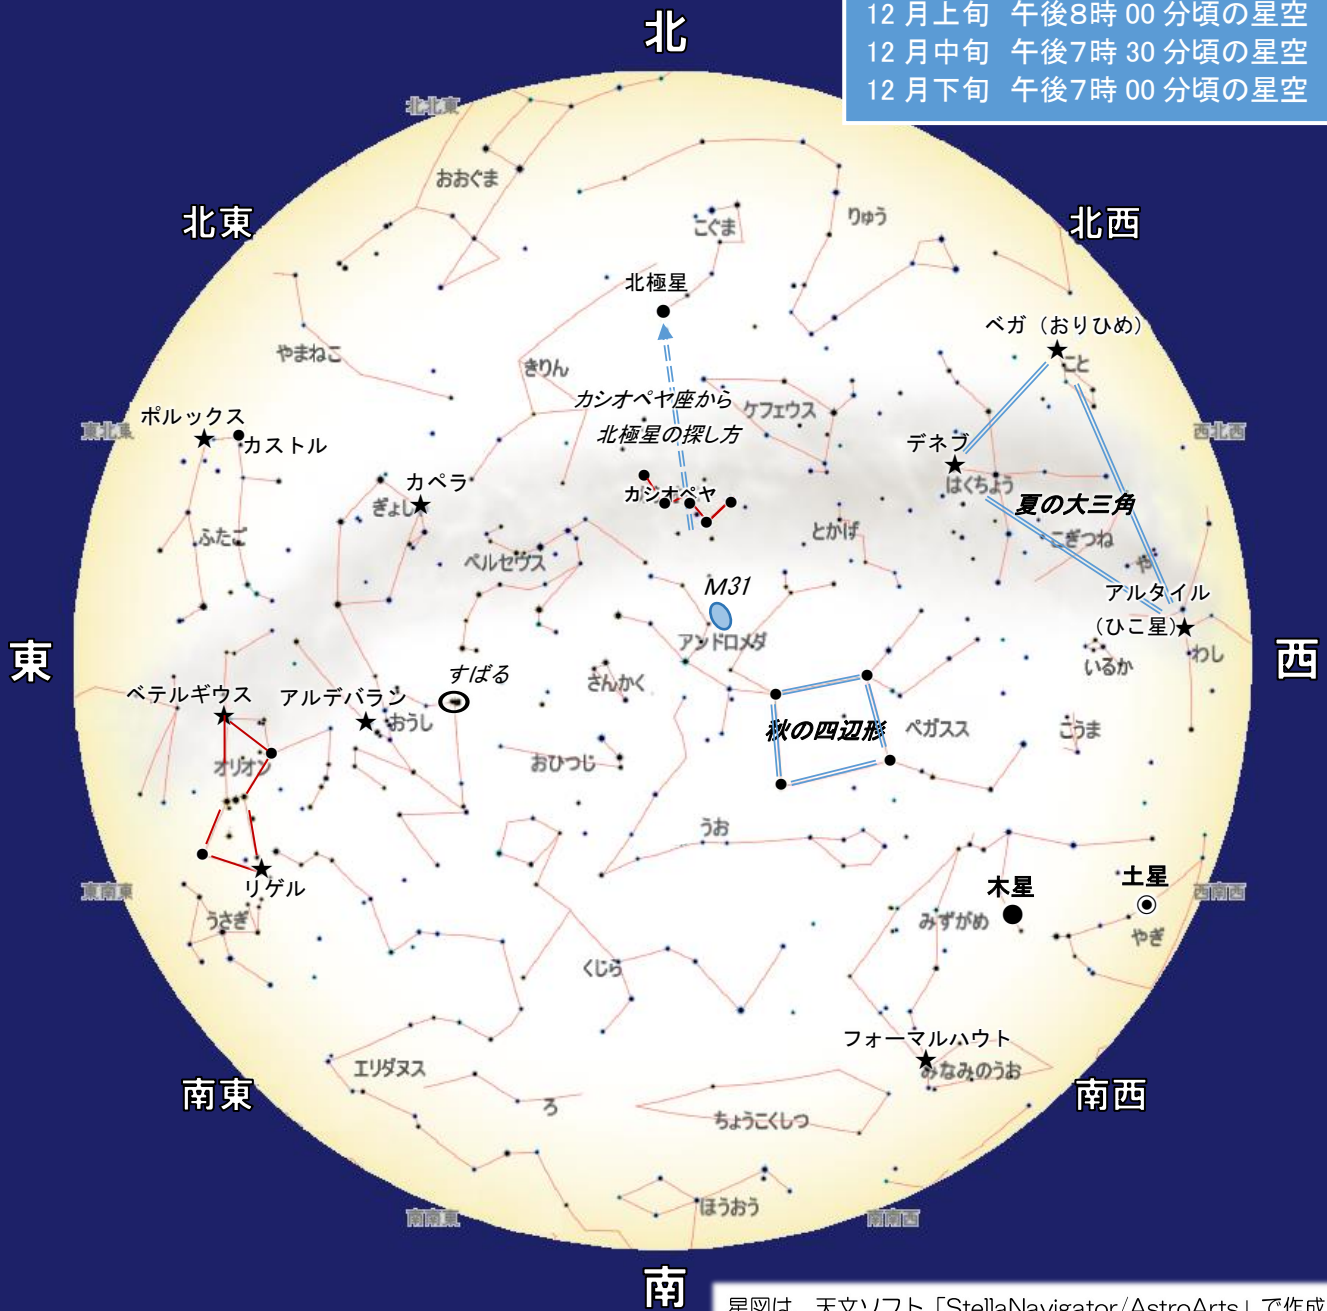 12 月上旬　午後8時 00 分頃の星空
12 月中旬　午後7時 30 分頃の星空
12 月下旬　午後7時 00 分頃の星空
北
北北東
おおぐま
北東
北西
こぐま
りゅう
北極星
ベガ（おりひめ）
こと
やまねこ
きりん
カシオペヤ座から
北極星の探し方
ケフェウス
ポルックス
カストル
東北東
西北西
デネブ
はくちょう
カペラ
ぎょしゃ
カシオペヤ
夏の大三角
ふたご
ペルセウス
とかげ
こぎつね
や
M31
アルタイル
（ひこ星）
アンドロメダ
いるか
わし
東
西
すばる
さんかく
ベテルギウス
アルデバラン
おうし
秋の四辺形
ペガスス
こうま
オリオン
おひつじ
うお
リゲル
木星
土星
東南東
西南西
うさぎ
みずがめ
やぎ
くじら
フォーマルハウト
みなみのうお
エリダヌス
南東
南西
ろ
ちょうこくしつ
ほうおう
南南東
南南西
南
星図は、天文ソフト「StellaNavigator/AstroArts」で作成